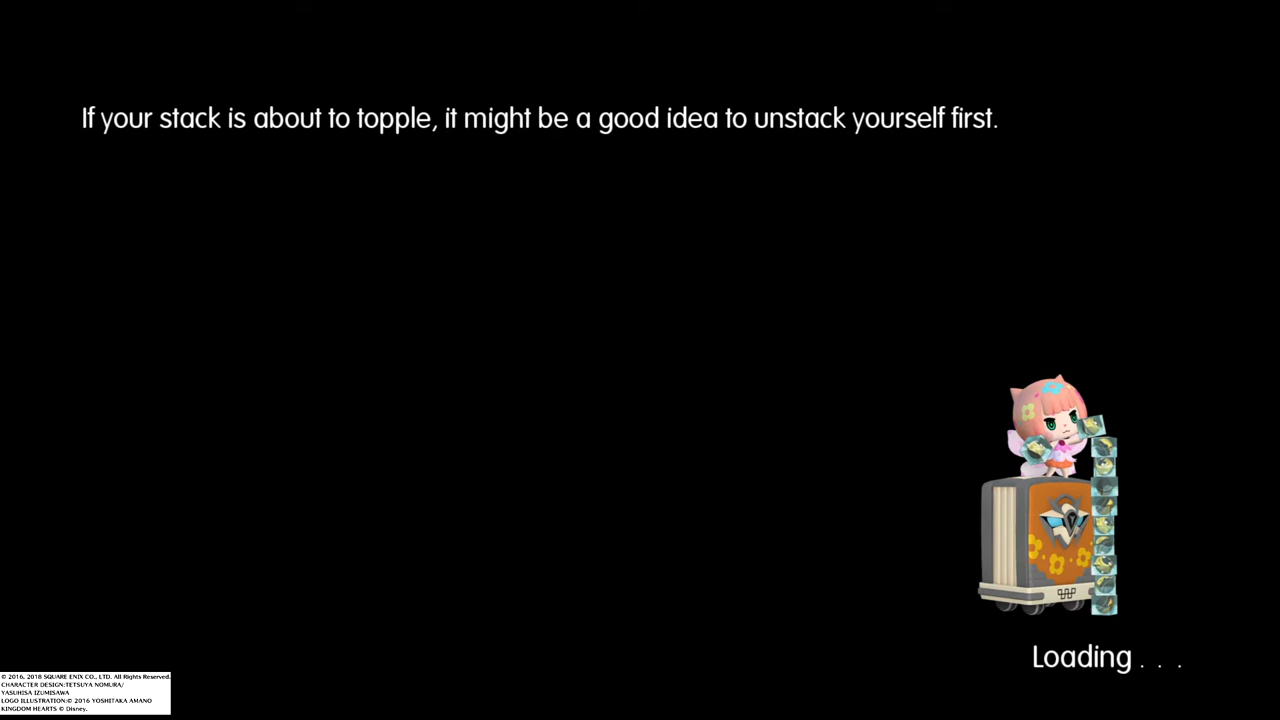 If your stack is about to topple, it might be a good idea to unstack yourself first.
Loading . . .
© 2016, 2018 SQUARE ENIX CO., LTD. All Rights Reserved.
CHARACTER DESIGN:TETSUYA NOMURA/
YASUHISA IZUMISAWA
LOGO ILLUSTRATION:© 2016 YOSHITAKA AMANO
KINGDOM HEARTS © Disney.